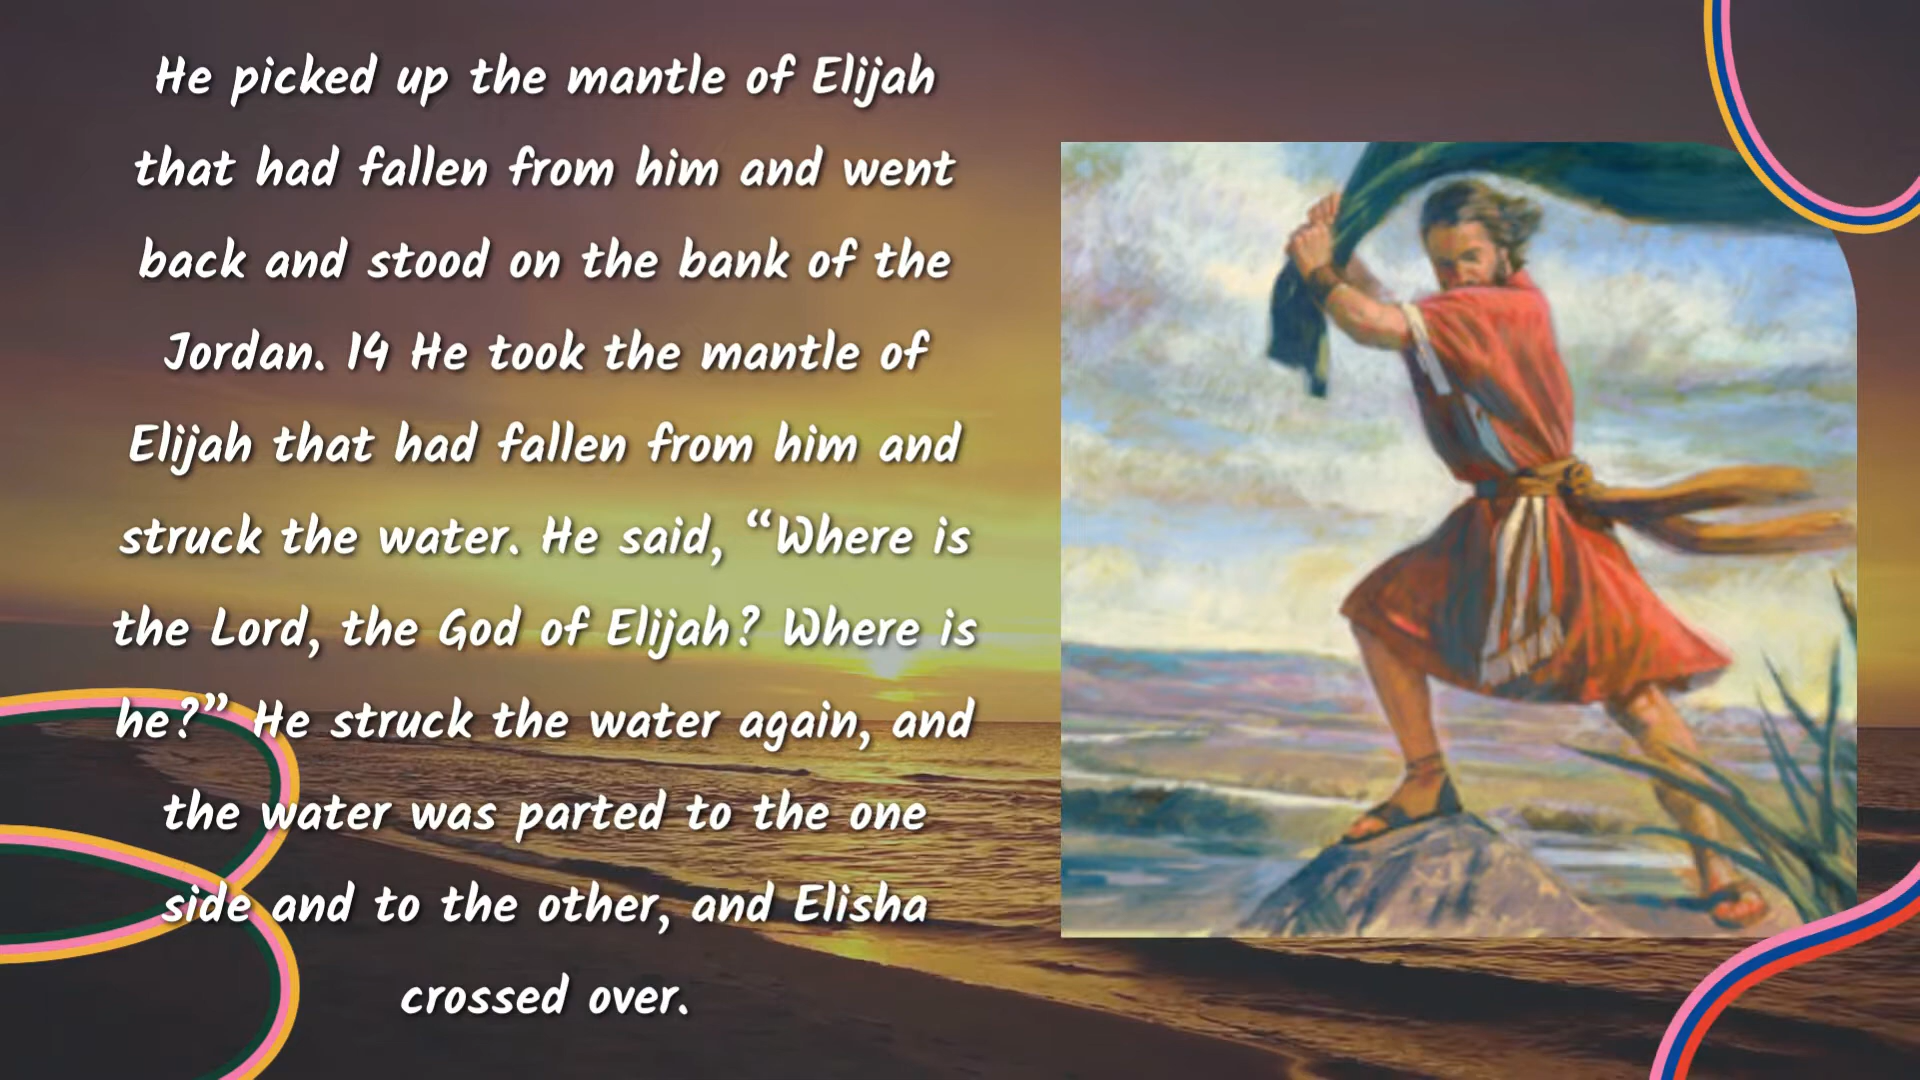 He picked up the mantle of Elijah
that had fallen from him and went
back and stood on the bank of the
Jordan. 14 He took the mantle of
Elijah that had fallen from him and
struck the water. He said, “Where is
the Lord, the God of Elijah? Where is
he?” He struck the water again, and
the water was parted to the one
side and to the other, and Elisha
crossed over.